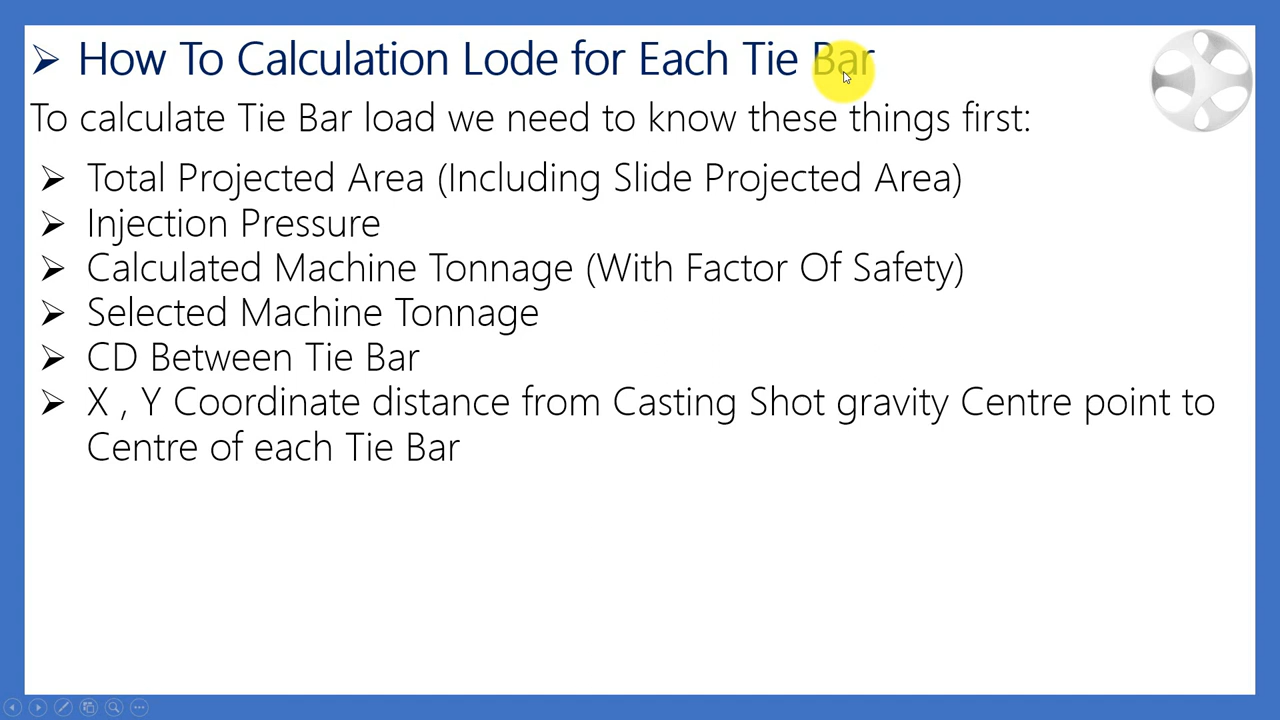 How To Calculation Lode for Each Tie Bar
To calculate Tie Bar load we need to know these things first:
Total Projected Area (Including Slide Projected Area)
Injection Pressure
Calculated Machine Tonnage (With Factor Of Safety)
Selected Machine Tonnage
CD Between Tie Bar
X , Y Coordinate distance from Casting Shot gravity Centre point to
Centre of each Tie Bar